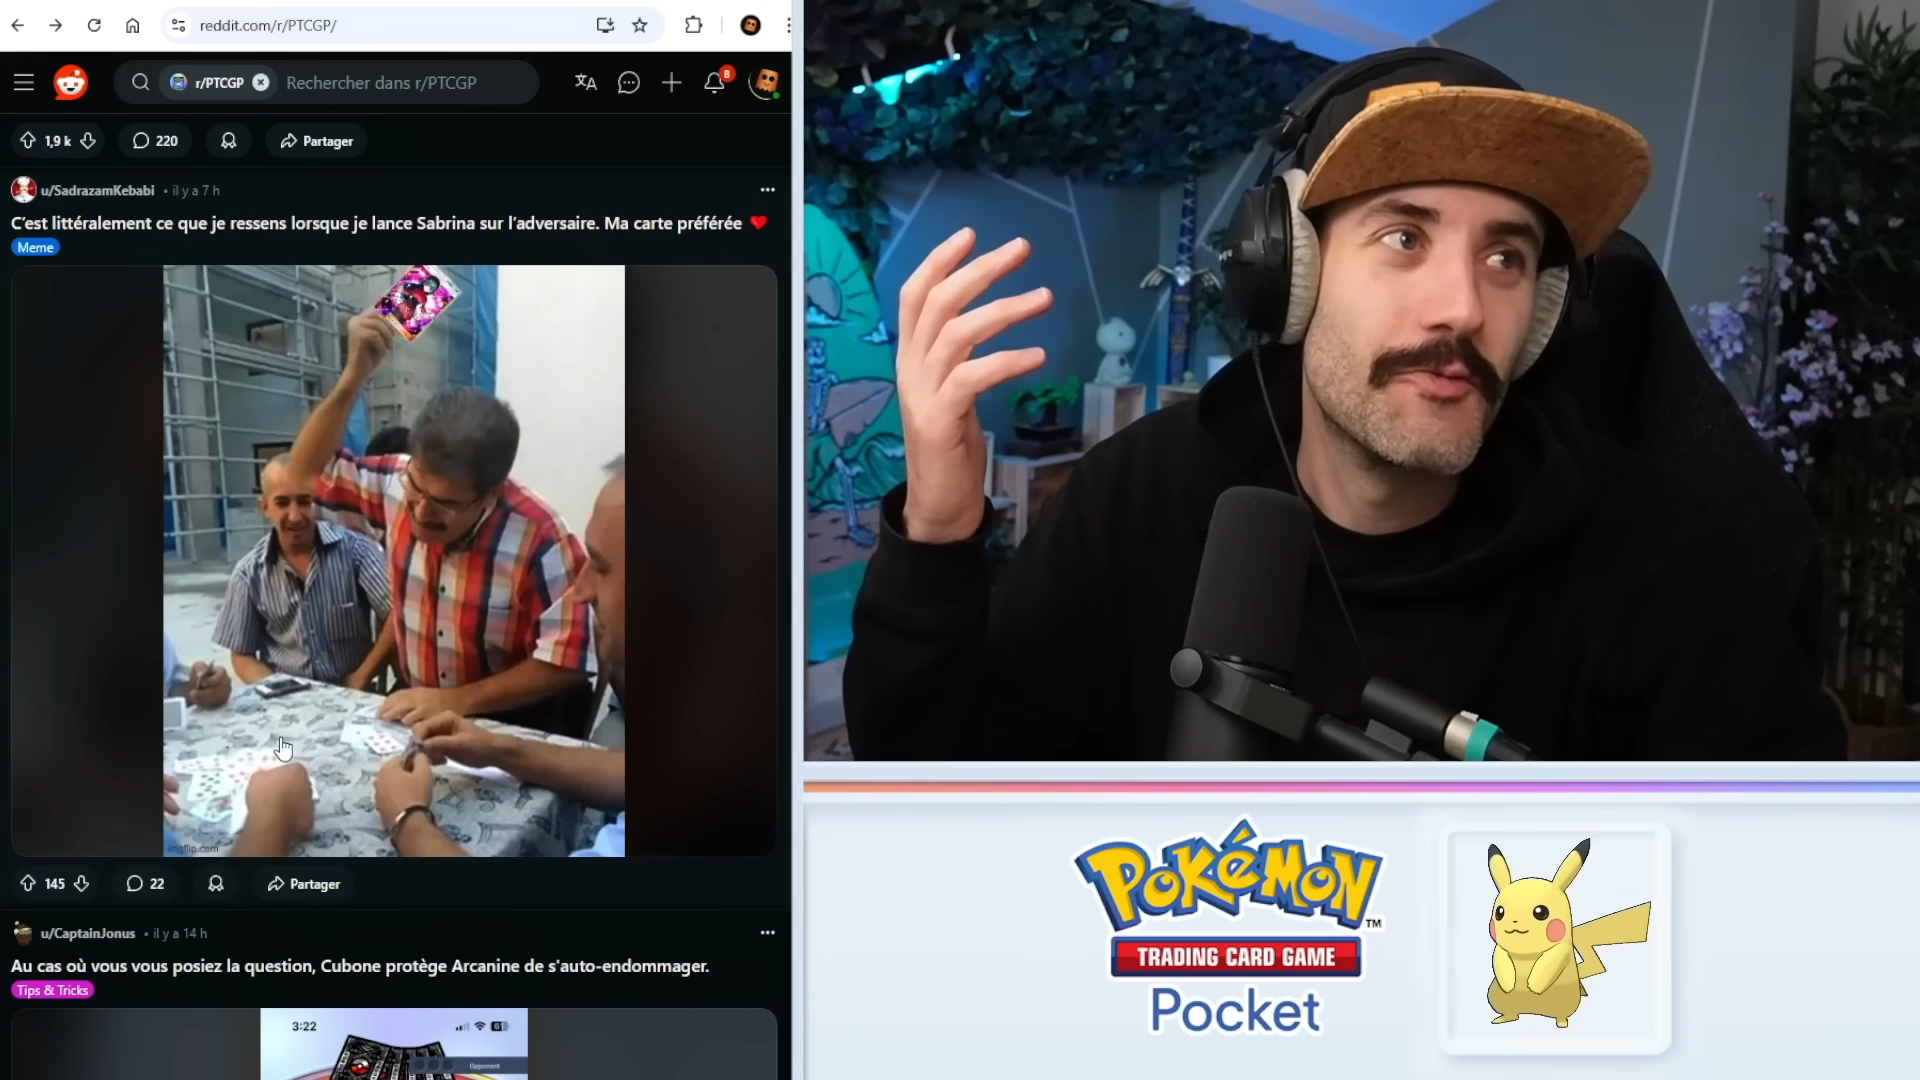 reddit.com/r/PTCGP/
r/PTCGP
Rechercher dans r/PTCGP
8
1,9 k
220
Partager
u/SadrazamKebabi • il y a 7 h
C'est littéralement ce que je ressens lorsque je lance Sabrina sur l'adversaire. Ma carte préférée ❤️
Meme
imgflip.com
145
22
Partager
u/CaptainJonus • il y a 14 h
Au cas où vous vous posiez la question, Cubone protège Arcanine de s'auto-endommager.
Tips & Tricks
3:22
Opponent
POKéMON
TM
TRADING CARD GAME
Pocket